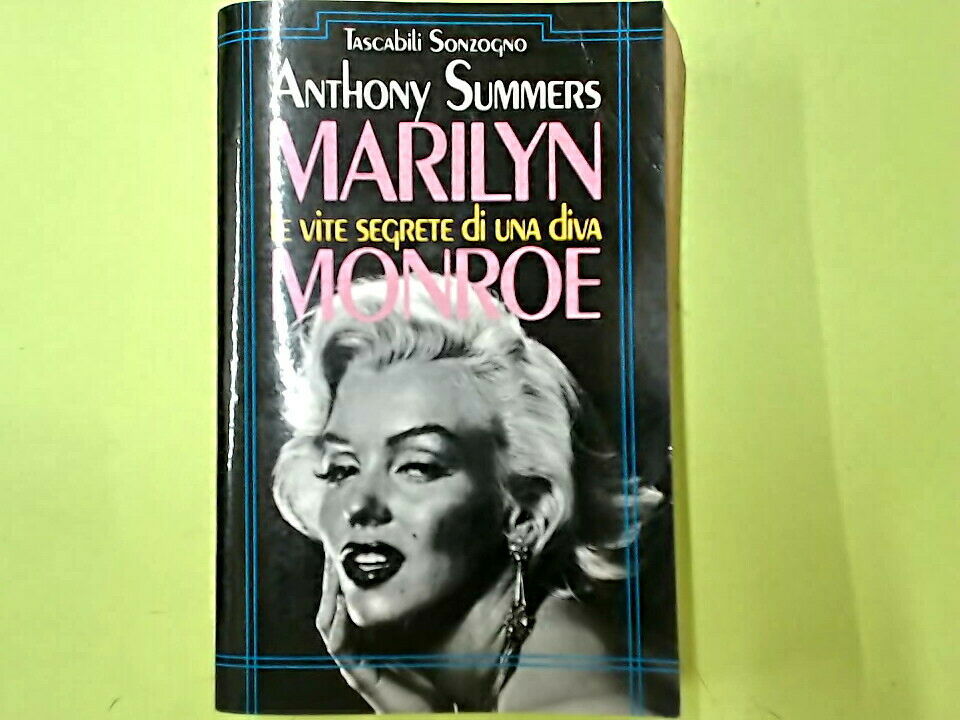 Tascabili Sonzogno
Anthony Summers
MARILYN
le vite segrete di una diva
MONROE